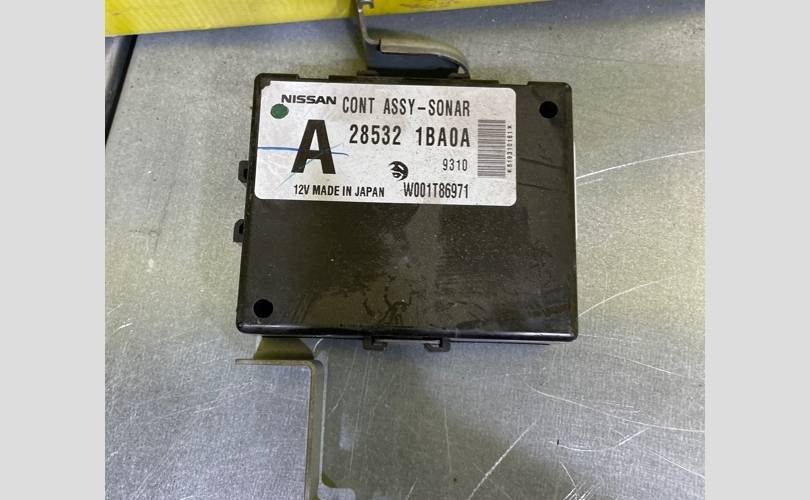 NISSAN CONT ASSY-SONAR
A 28532 1BA0A
9310
12V MADE IN JAPAN W001T86971